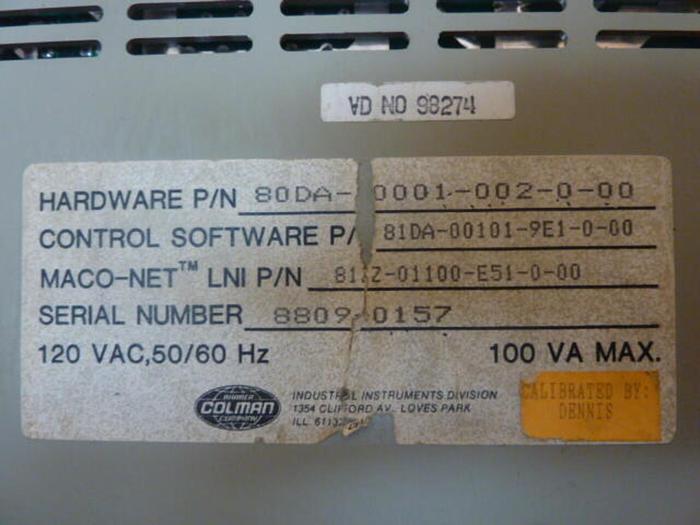 VD NO 98274
HARDWARE P/N 80DA- 0001-002-0-00
CONTROL SOFTWARE P/ 81DA-00101-9E1-0-00
MACO-NET™ LNI P/N Z-01100-E51-0-00
SERIAL NUMBER 8809-0157
120 VAC,50/60 Hz 100 VA MAX.
BARBER
COLMAN
COMPANY
INDUSTRIAL INSTRUMENTS DIVISION
1354 CLIFFORD AV., LOVES PARK
ILL. 6113
CALIBRATED BY:
DENNIS